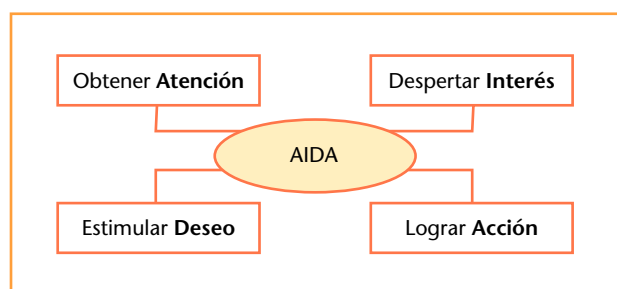 Obtener Atención
Despertar Interés
AIDA
Estimular Deseo
Lograr Acción